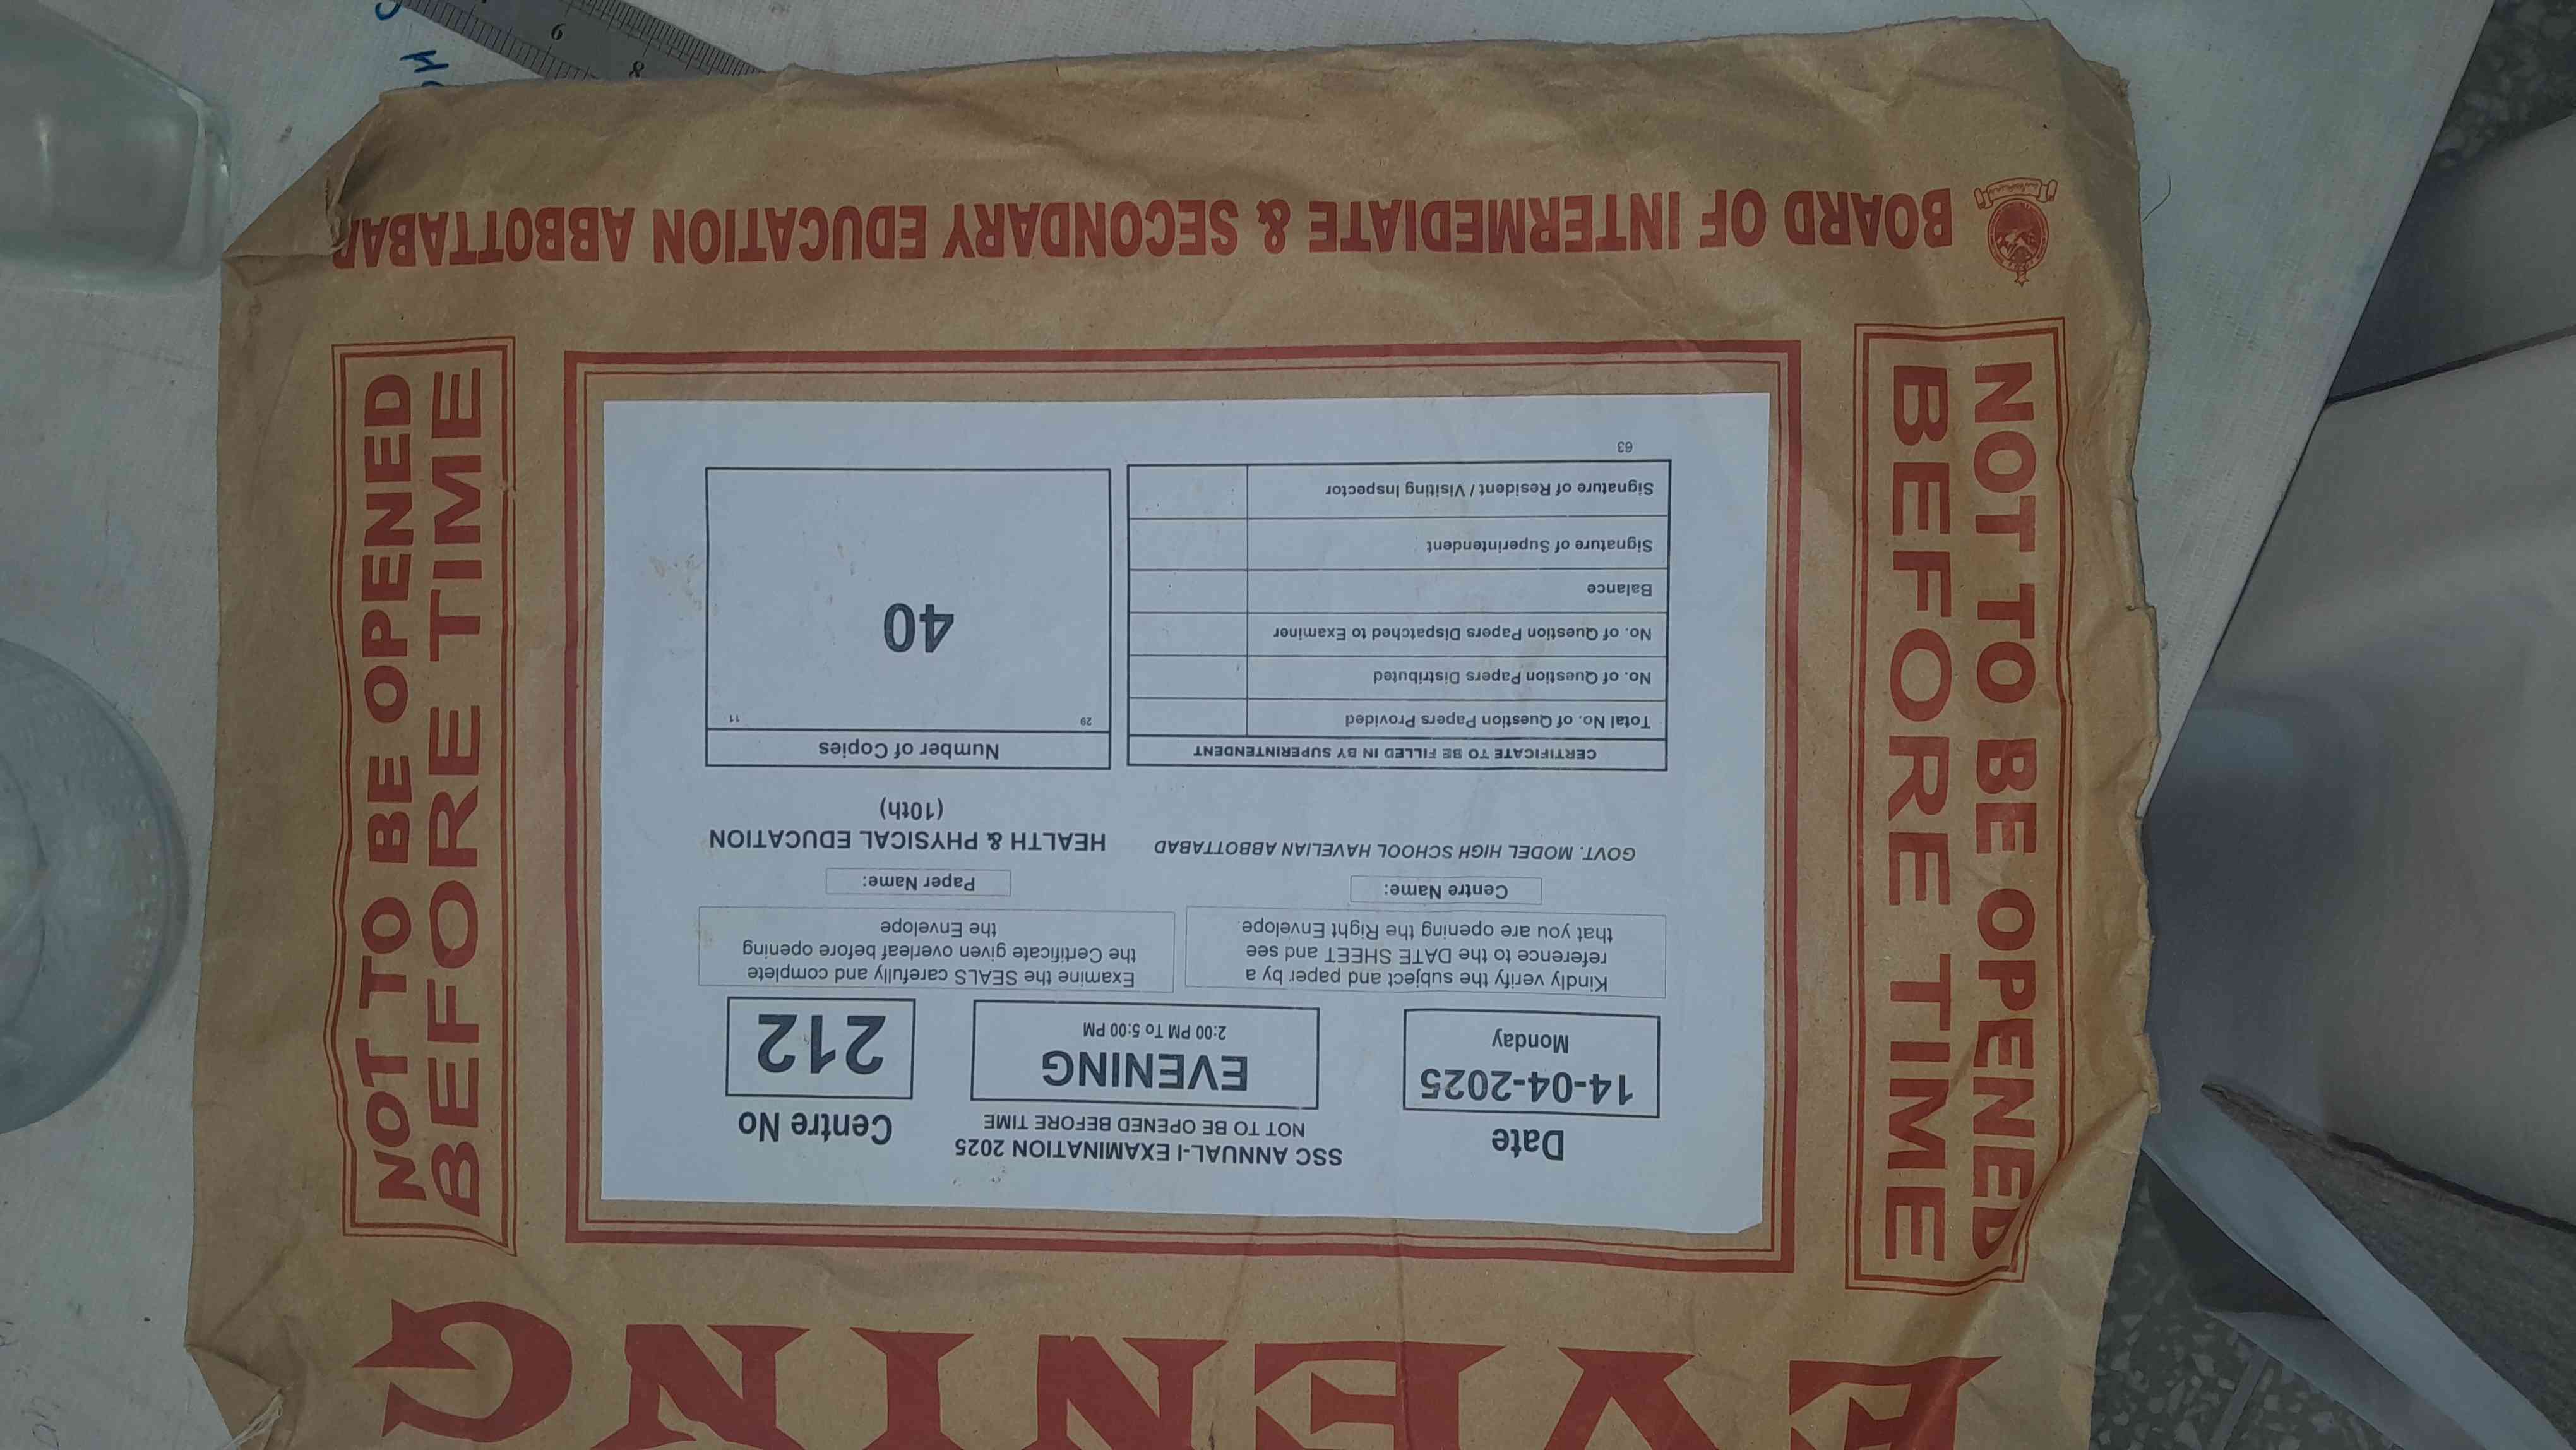 EVENING
SSC ANNUAL-I EXAMINATION 2025
NOT TO BE OPENED BEFORE TIME
Date
14-04-2025
Monday
EVENING
2:00 PM To 5:00 PM
Centre No
212
Kindly verify the subject and paper by a
reference to the DATE SHEET and see
that you are opening the Right Envelope.
Examine the SEALS carefully and complete
the Certificate given overleaf before opening
the Envelope
Centre Name:
GOVT. MODEL HIGH SCHOOL HAVELIAN ABBOTTABAD
Paper Name:
HEALTH & PHYSICAL EDUCATION
(10th)
CERTIFICATE TO BE FILLED IN BY SUPERINTENDENT
Total No. of Question Papers Provided
No. of Question Papers Distributed
No. of Question Papers Dispatched to Examiner
Balance
Signature of Superintendent
Signature of Resident / Visiting Inspector
63
Number of Copies
29 11
40
NOT TO BE OPENED
BEFORE TIME
NOT TO BE OPENED
BEFORE TIME
BOARD OF INTERMEDIATE & SECONDARY EDUCATION ABBOTTABA
6
8